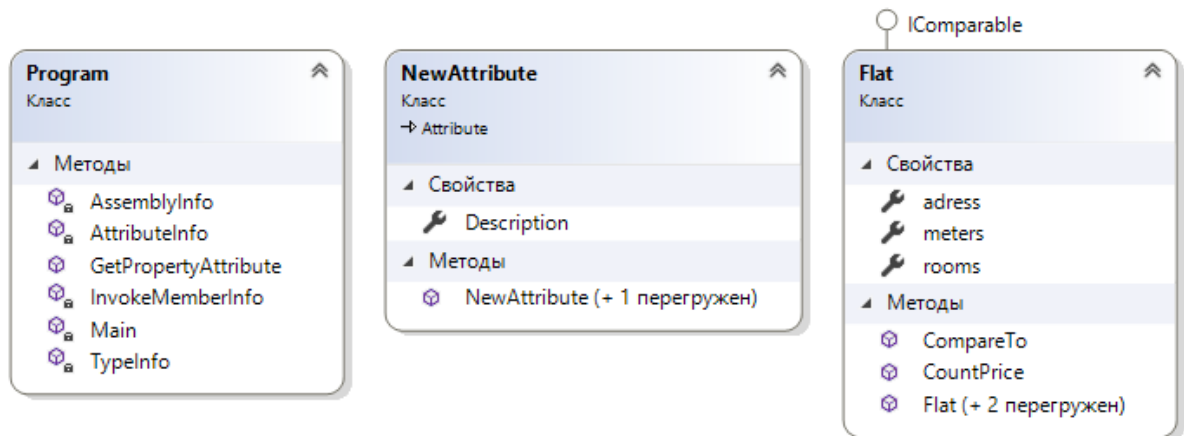 Program
Класс
Методы
AssemblyInfo
AttributeInfo
GetPropertyAttribute
InvokeMemberInfo
Main
TypeInfo
NewAttribute
Класс
Attribute
Свойства
Description
Методы
NewAttribute (+ 1 перегружен)
IComparable
Flat
Класс
Свойства
adress
meters
rooms
Методы
CompareTo
CountPrice
Flat (+ 2 перегружен)